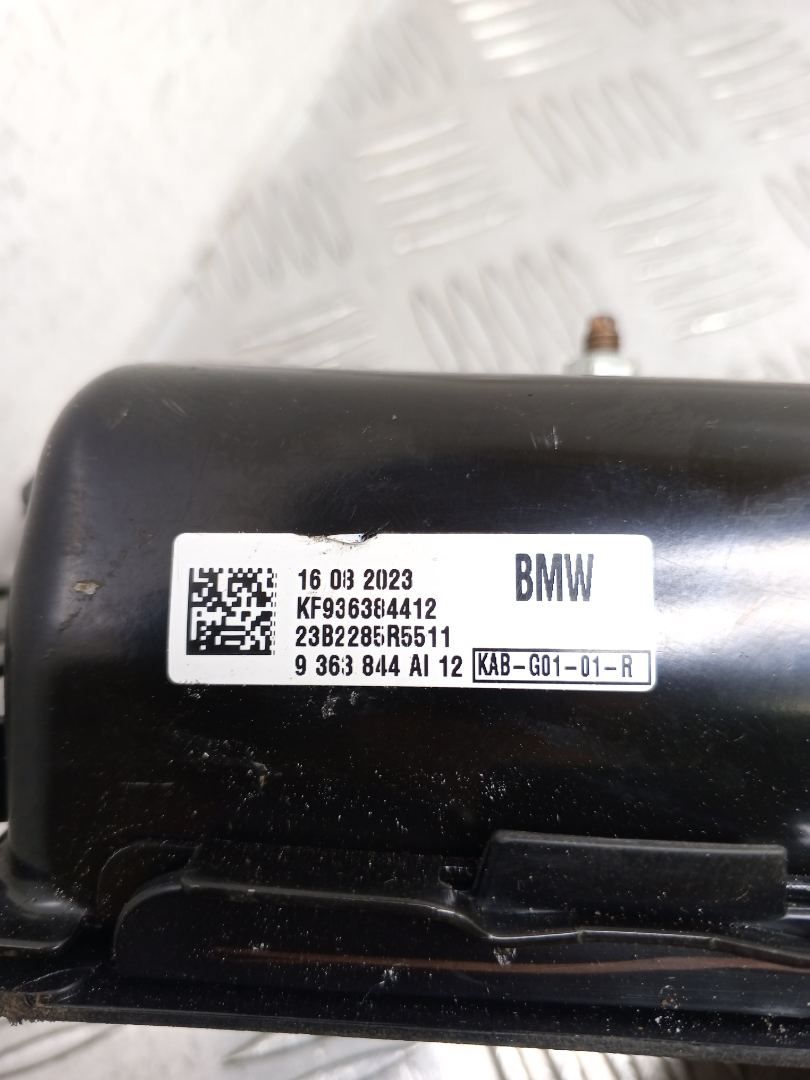 16 08 2023
BMW
KF936384412
23B2285R5511
9 363 844 AI 12 KAB-G01-01-R